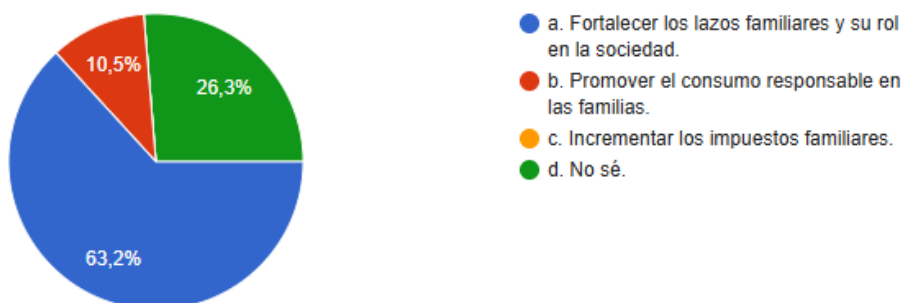 10,5%
26,3%
63,2%
a. Fortalecer los lazos familiares y su rol
en la sociedad.
b. Promover el consumo responsable en
las familias.
c. Incrementar los impuestos familiares.
d. No sé.